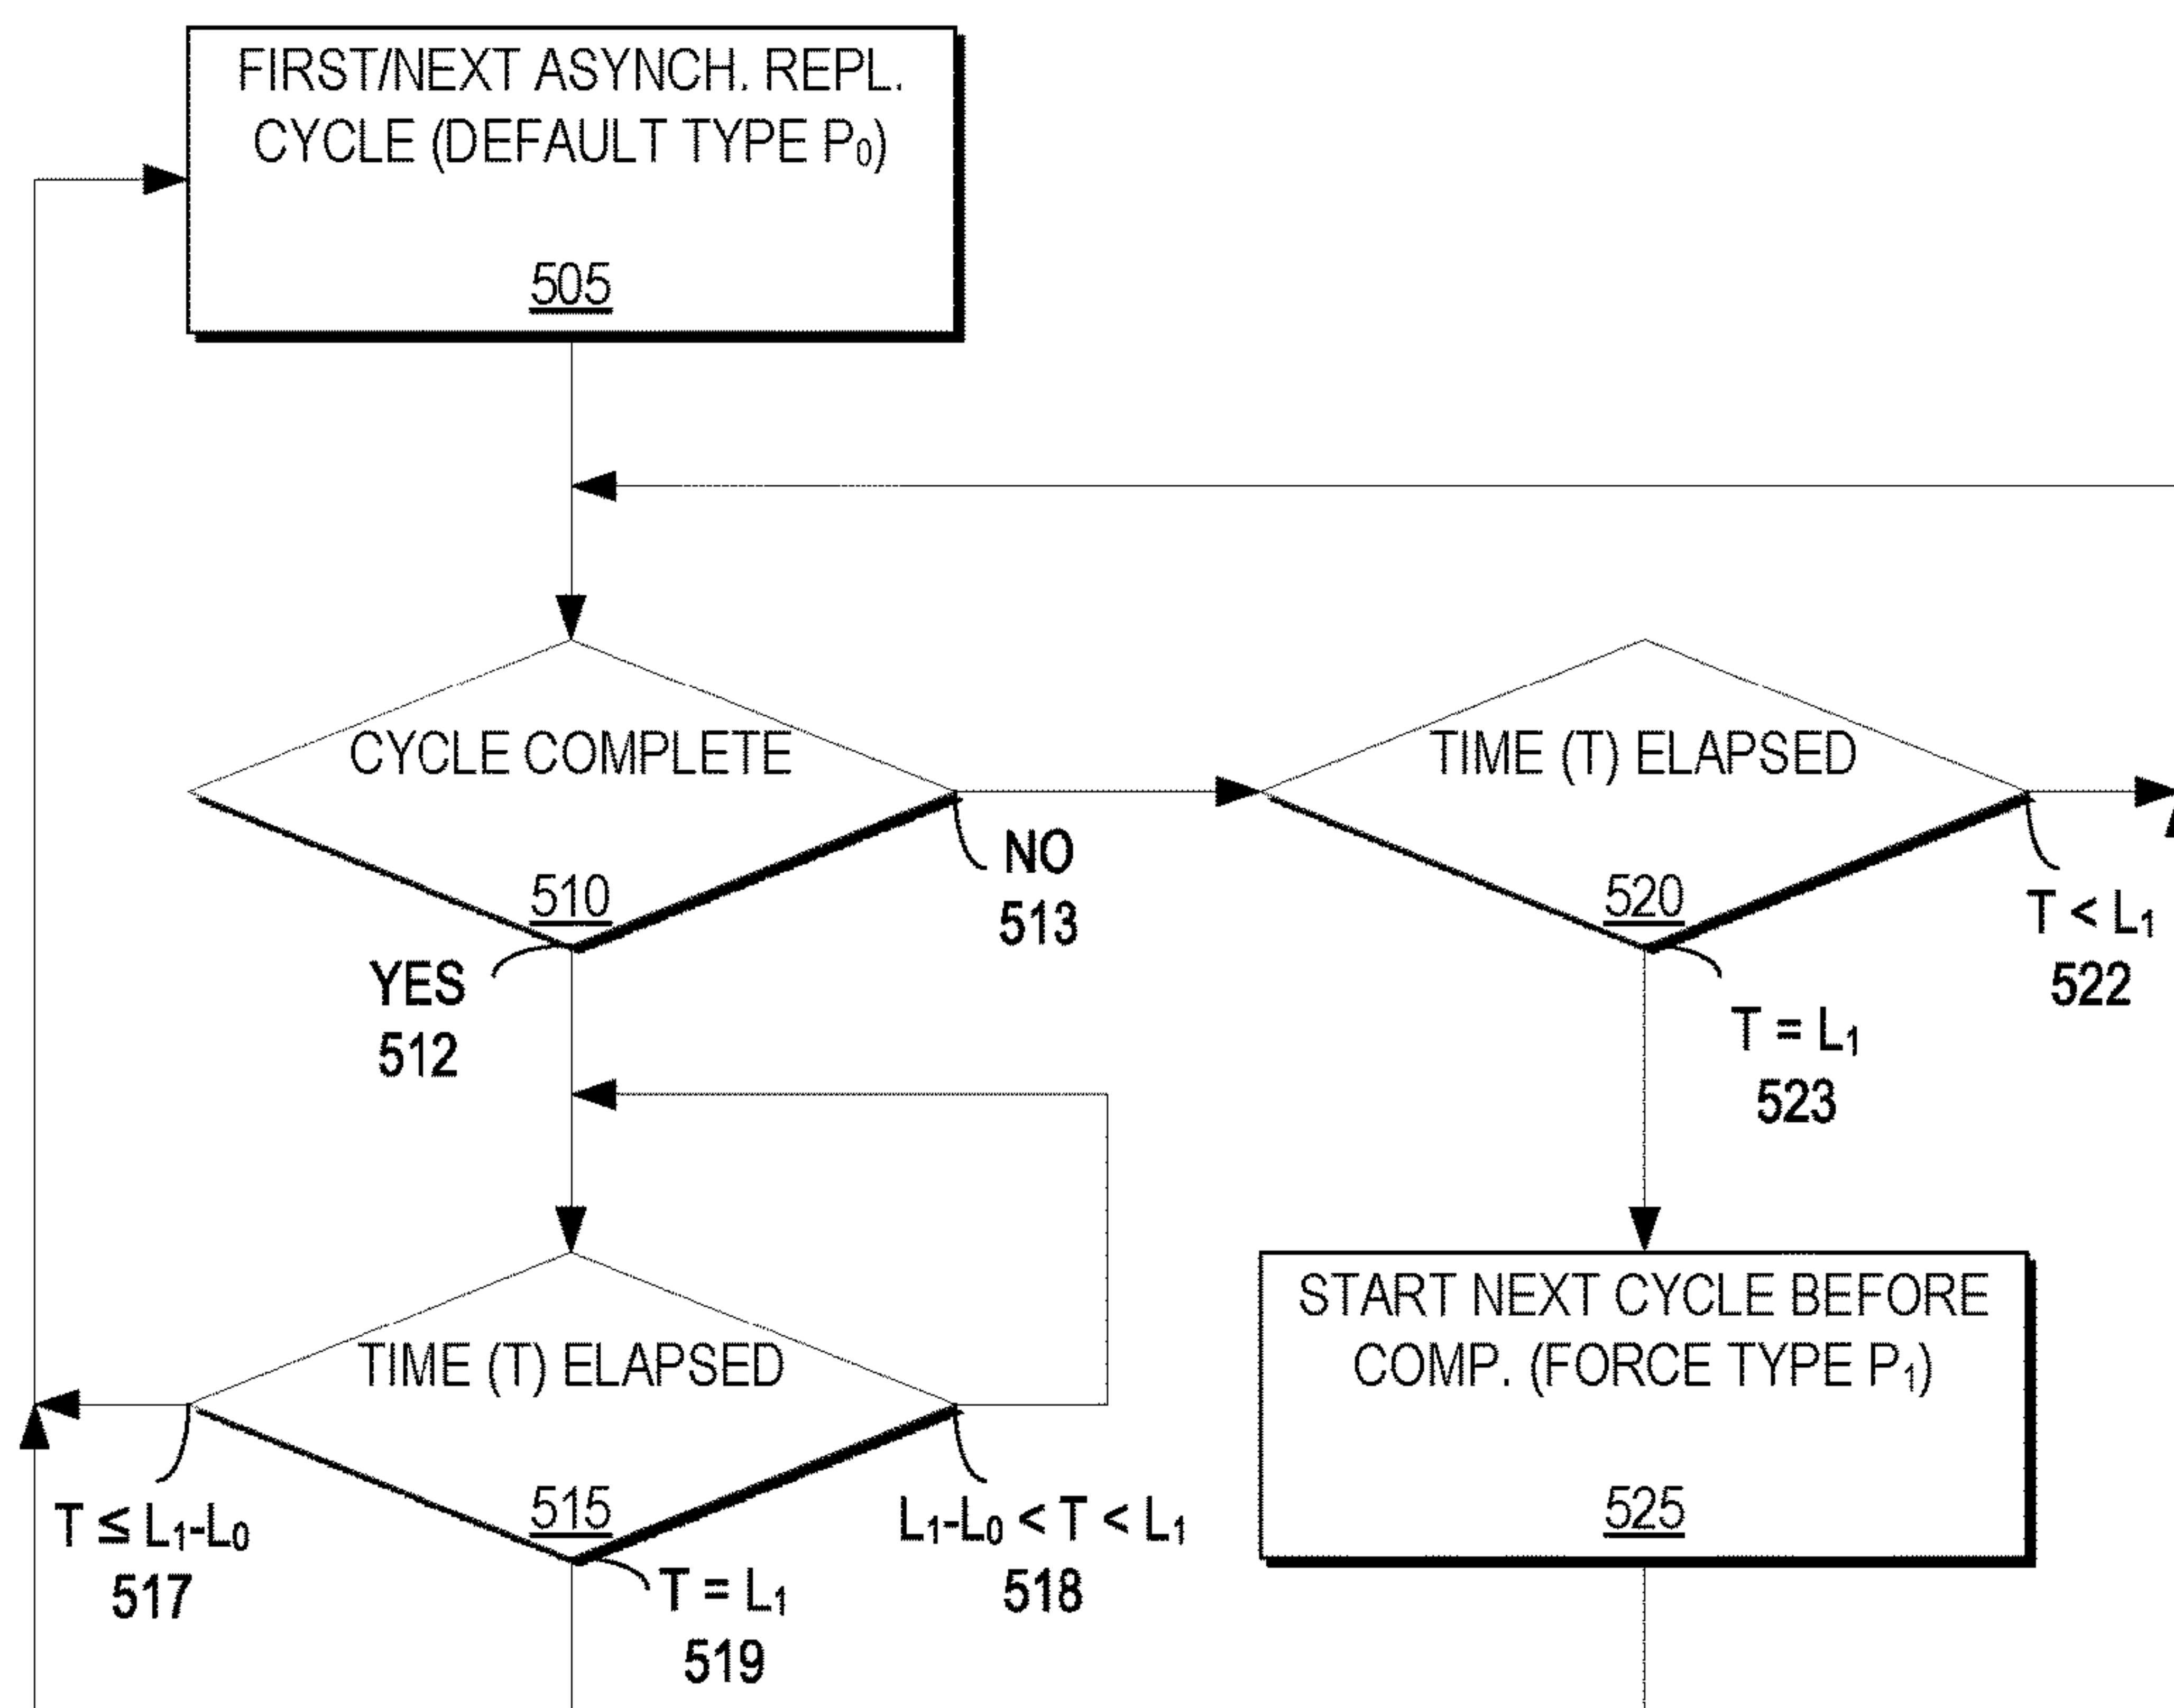 FIRST/NEXT ASYNCH. REPL.
CYCLE (DEFAULT TYPE P₀)
505
CYCLE COMPLETE
510
NO
513
YES
512
TIME (T) ELAPSED
520
T < L₁
522
T = L₁
523
TIME (T) ELAPSED
515
T ≤ L₁-L₀
517
L₁-L₀ < T < L₁
518
T = L₁
519
START NEXT CYCLE BEFORE
COMP. (FORCE TYPE P₁)
525